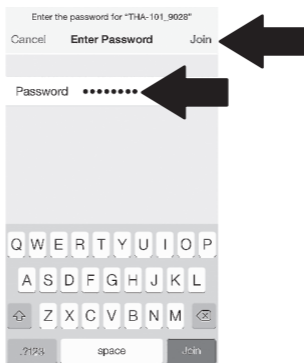 Enter the password for "THA-101_9028"
Cancel Enter Password Join
Password ••••••••
Q W E R T Y U I O P
A S D F G H J K L
Z X C V B N M
.?123 space Join